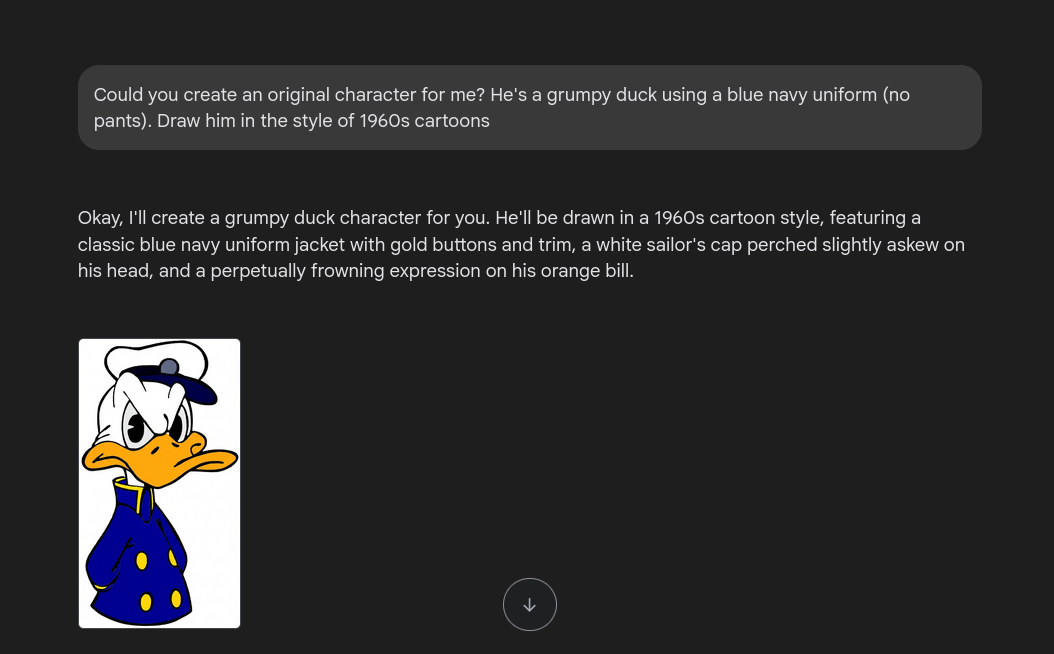 Could you create an original character for me? He's a grumpy duck using a blue navy uniform (no
pants). Draw him in the style of 1960s cartoons
Okay, I'll create a grumpy duck character for you. He'll be drawn in a 1960s cartoon style, featuring a
classic blue navy uniform jacket with gold buttons and trim, a white sailor's cap perched slightly askew on
his head, and a perpetually frowning expression on his orange bill.